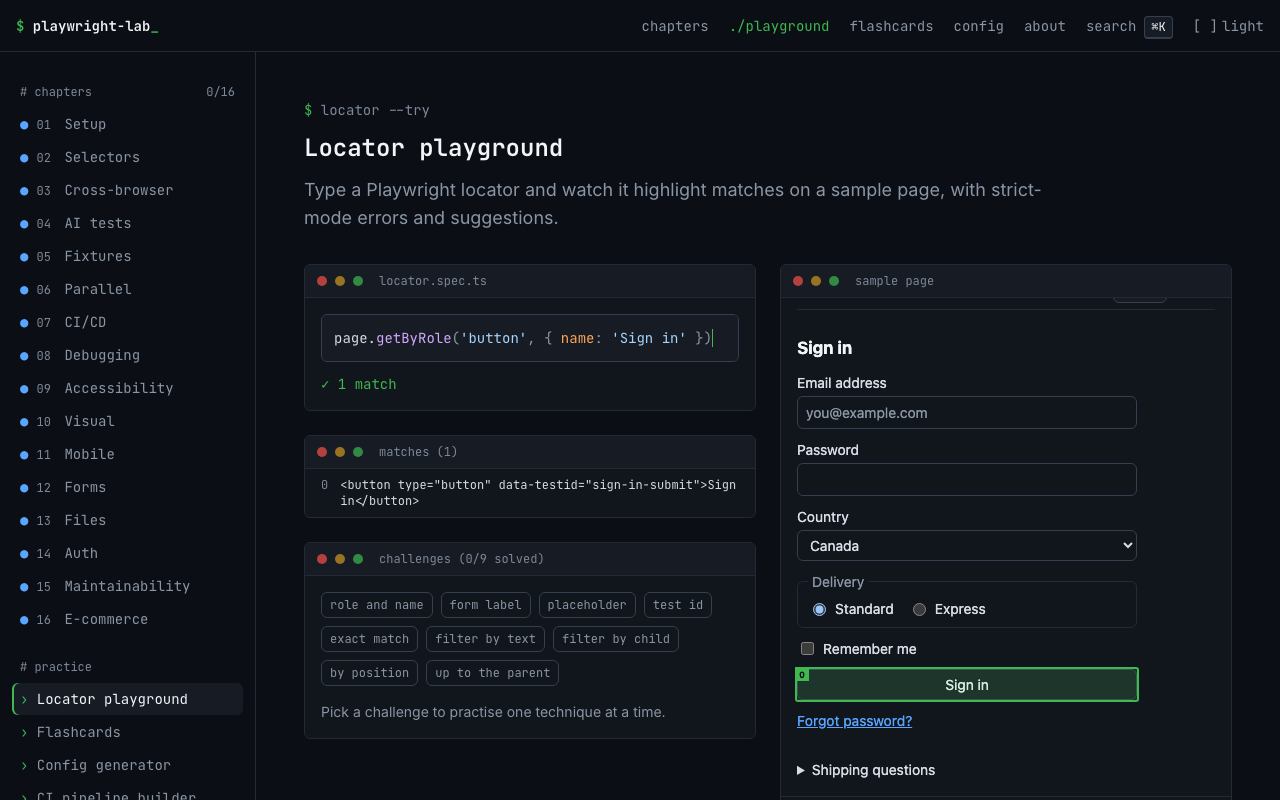 $ playwright-lab_
chapters ./playground flashcards config about search ⌘K [ ] light
# chapters 0/16
01 Setup
02 Selectors
03 Cross-browser
04 AI tests
05 Fixtures
06 Parallel
07 CI/CD
08 Debugging
09 Accessibility
10 Visual
11 Mobile
12 Forms
13 Files
14 Auth
15 Maintainability
16 E-commerce
# practice
› Locator playground
› Flashcards
› Config generator
› CI pipeline builder
$ locator --try
Locator playground
Type a Playwright locator and watch it highlight matches on a sample page, with strict-
mode errors and suggestions.
locator.spec.ts
page.getByRole('button', { name: 'Sign in' })
✓ 1 match
matches (1)
0 <button type="button" data-testid="sign-in-submit">Sign
in</button>
challenges (0/9 solved)
role and name form label placeholder test id
exact match filter by text filter by child
by position up to the parent
Pick a challenge to practise one technique at a time.
sample page
Sign in
Email address
you@example.com
Password
Country
Canada
Delivery
Standard Express
Remember me
0
Sign in
Forgot password?
Shipping questions